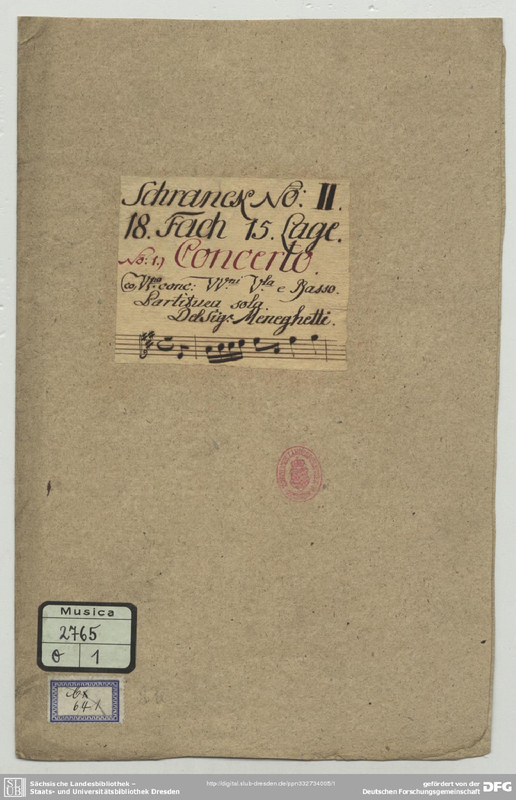 Schranck No: II.
18. Fach 15. Lage.
No: 1.) Concerto.
co Vno conc: VVni Vla e Basso.
Partitura sola.
Del Sigr Meneghetti.
Musica
2765
O 1
Cx
641
Sächsische Landesbibliothek –
Staats- und Universitätsbibliothek Dresden
http://digital.slub-dresden.de/ppn332734005/1
gefördert von der
Deutschen Forschungsgemeinschaft DFG